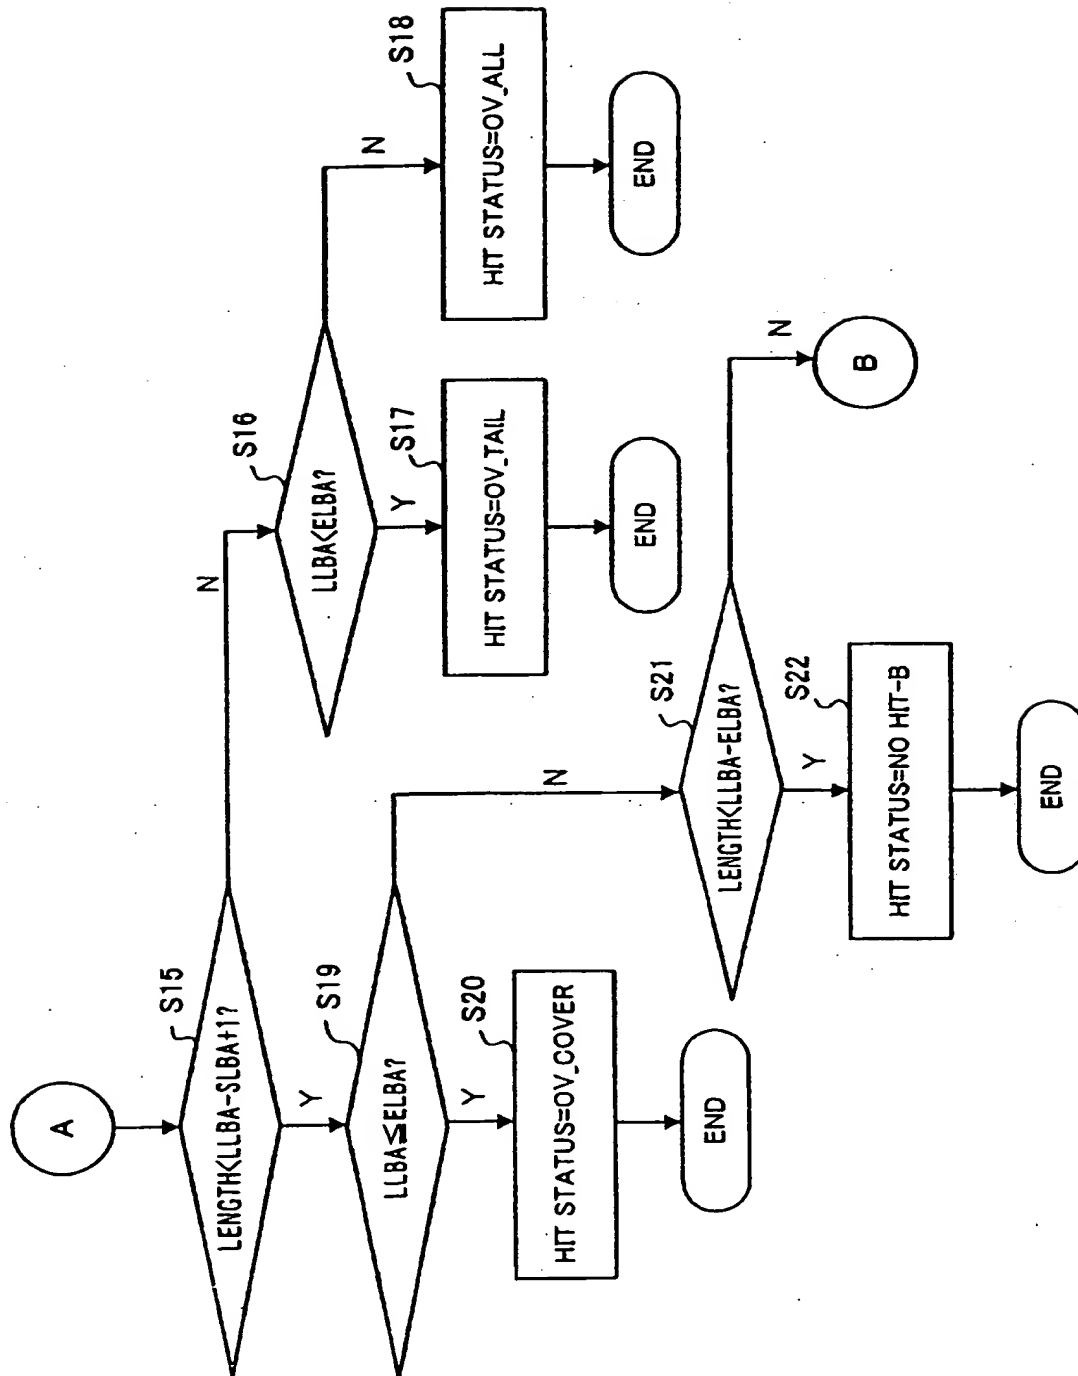 A
S15
LENGTH<LLBA-SLBA+1?
N
Y
S16
LLBA<ELBA?
N
Y
S17
HIT STATUS=OV_TAIL
END
S18
HIT STATUS=OV_ALL
END
S19
LLBA≦ELBA?
N
Y
S20
HIT STATUS=OV_COVER
END
S21
LENGTH<LLBA-ELBA?
N
Y
S22
HIT STATUS=NO HIT-B
END
B